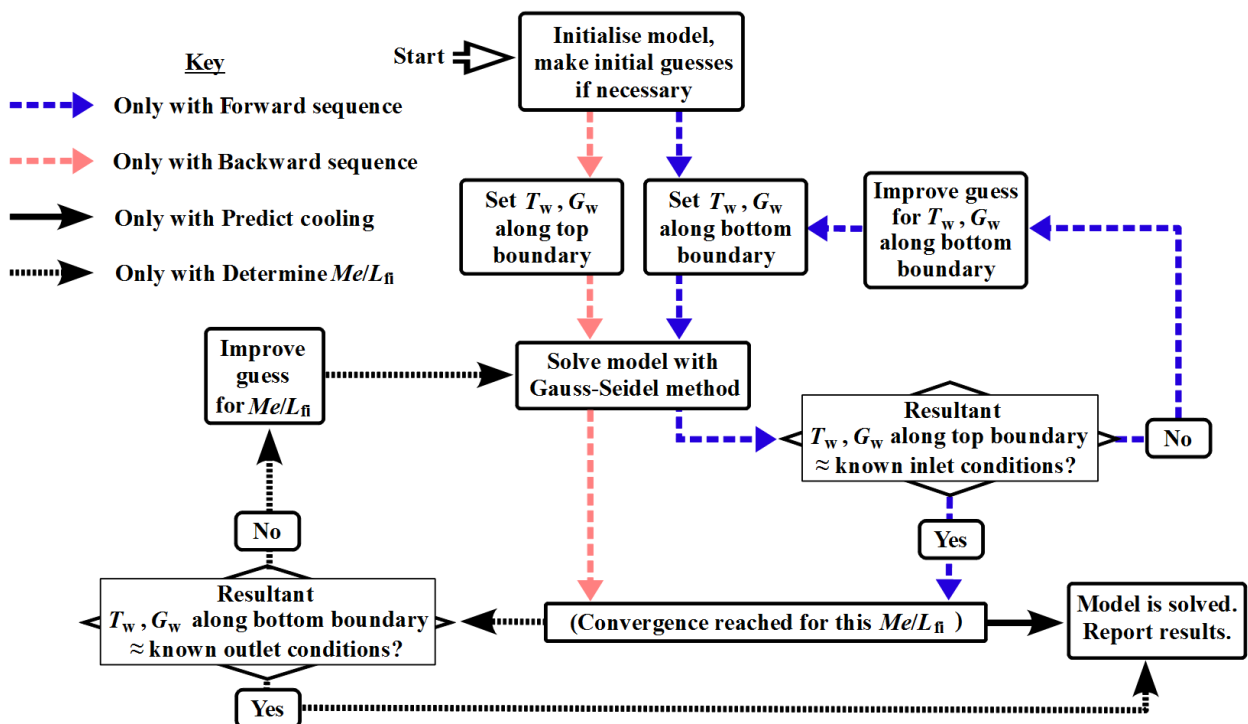 Key
Only with Forward sequence
Only with Backward sequence
Only with Predict cooling
Only with Determine Me/Lfi
Start
Initialise model,
make initial guesses
if necessary
Set Tw , Gw
along top
boundary
Set Tw , Gw
along bottom
boundary
Improve guess
for Tw , Gw
along bottom
boundary
Improve
guess
for Me/Lfi
Solve model with
Gauss-Seidel method
Resultant
Tw , Gw along top boundary
≈ known inlet conditions?
No
Yes
No
Resultant
Tw , Gw along bottom boundary
≈ known outlet conditions?
(Convergence reached for this Me/Lfi )
Model is solved.
Report results.
Yes